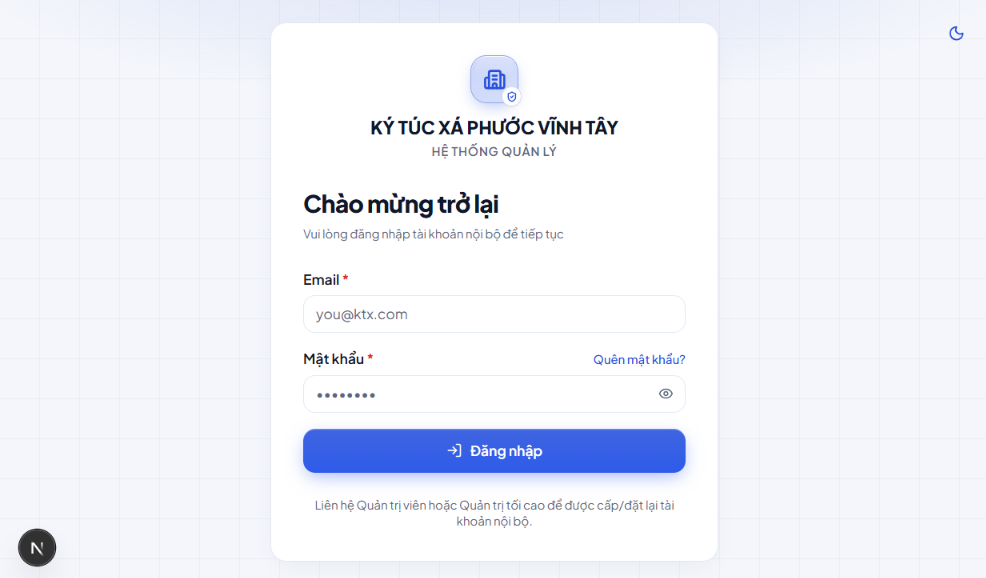 KÝ TÚC XÁ PHƯỚC VĨNH TÂY
HỆ THỐNG QUẢN LÝ
Chào mừng trở lại
Vui lòng đăng nhập tài khoản nội bộ để tiếp tục
Email *
you@ktx.com
Mật khẩu *
Quên mật khẩu?
••••••••
Đăng nhập
Liên hệ Quản trị viên hoặc Quản trị tối cao để được cấp/đặt lại tài
khoản nội bộ.
N